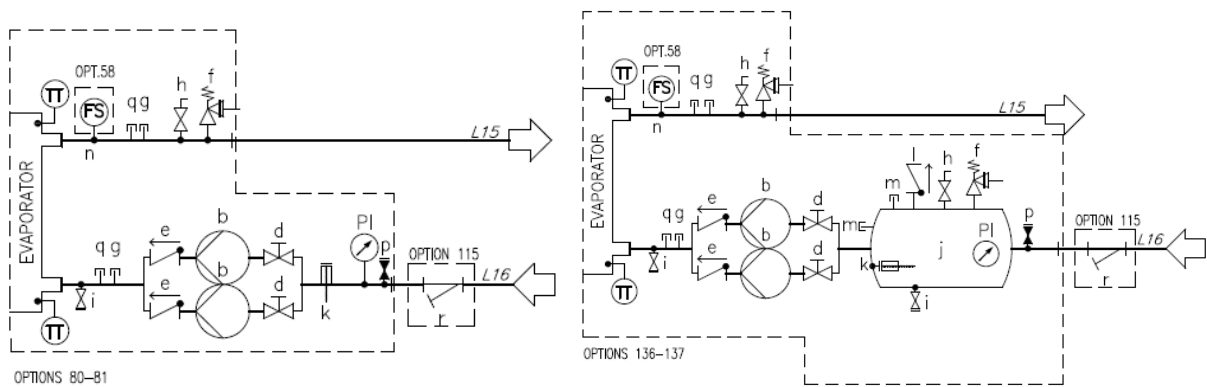 OPT.58
TT
FS
q g
h
f
n
L15
EVAPORATOR
b
e
d
PI
p
OPTION 115
q g
b
e
d
L16
i
k
r
TT
OPTIONS 80-81
OPT.58
TT
FS
q g
h
f
n
L15
EVAPORATOR
l
h
f
m
b
e
d
m
p
PI
OPTION 115
q g
b
e
d
j
L16
i
k
i
r
TT
OPTIONS 136-137